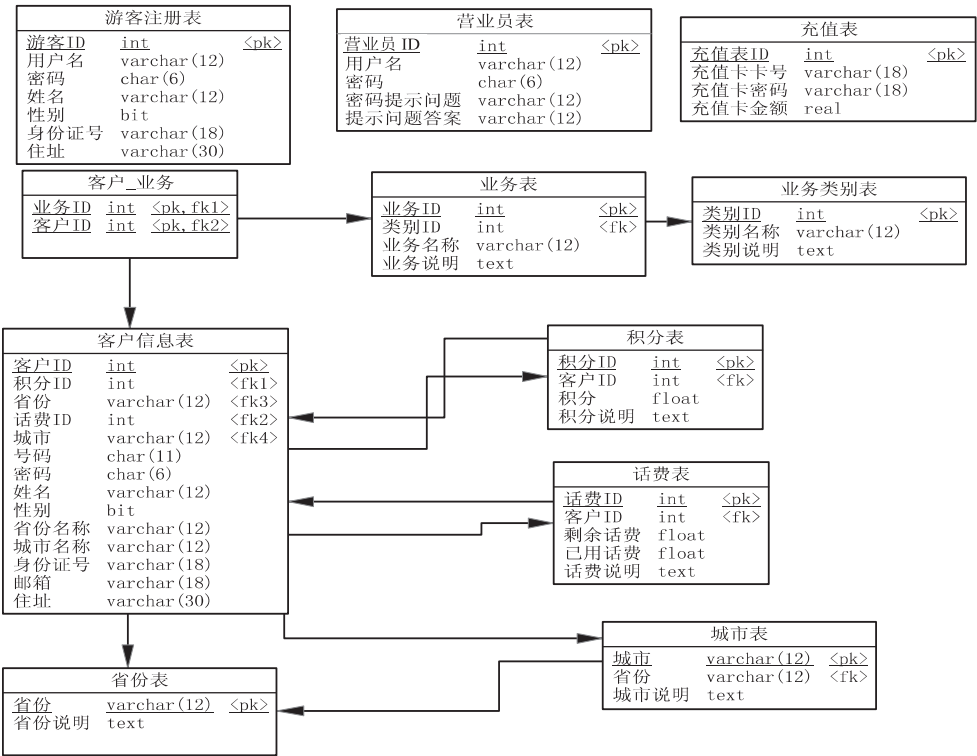 游客注册表
游客ID int <pk>
用户名 varchar(12)
密码 char(6)
姓名 varchar(12)
性别 bit
身份证号 varchar(18)
住址 varchar(30)
营业员表
营业员ID int <pk>
用户名 varchar(12)
密码 char(6)
密码提示问题 varchar(12)
提示问题答案 varchar(12)
充值表
充值表ID int <pk>
充值卡卡号 varchar(18)
充值卡密码 varchar(18)
充值卡金额 real
客户_业务
业务ID int <pk,fk1>
客户ID int <pk,fk2>
业务表
业务ID int <pk>
类别ID int <fk>
业务名称 varchar(12)
业务说明 text
业务类别表
类别ID int <pk>
类别名称 varchar(12)
类别说明 text
客户信息表
客户ID int <pk>
积分ID int <fk1>
省份 varchar(12) <fk3>
话费ID int <fk2>
城市 varchar(12) <fk4>
号码 char(11)
密码 char(6)
姓名 varchar(12)
性别 bit
省份名称 varchar(12)
城市名称 varchar(12)
身份证号 varchar(18)
邮箱 varchar(18)
住址 varchar(30)
积分表
积分ID int <pk>
客户ID int <fk>
积分 float
积分说明 text
话费表
话费ID int <pk>
客户ID int <fk>
剩余话费 float
已用话费 float
话费说明 text
城市表
城市 varchar(12) <pk>
省份 varchar(12) <fk>
城市说明 text
省份表
省份 varchar(12) <pk>
省份说明 text